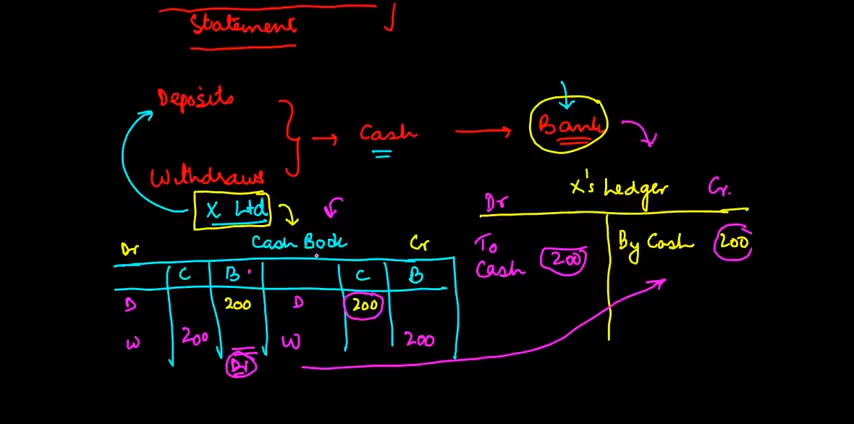 Statement
Deposits
Cash
Bank
Withdraws
X Ltd
Dr X's Ledger Cr.
Dr Cash Book Cr
To Cash 200
By Cash 200
C B C B
D 200 D 200
W 200 W 200
Dr